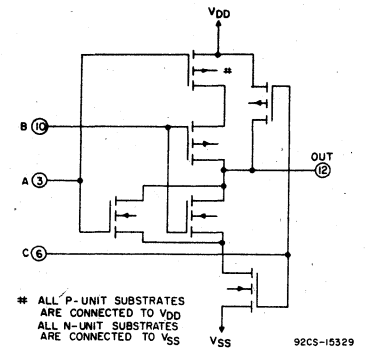 VDD
#
B 10
OUT
12
A 3
C 6
# ALL P-UNIT SUBSTRATES
ARE CONNECTED TO VDD
ALL N-UNIT SUBSTRATES
ARE CONNECTED TO VSS
VSS
92CS-15329